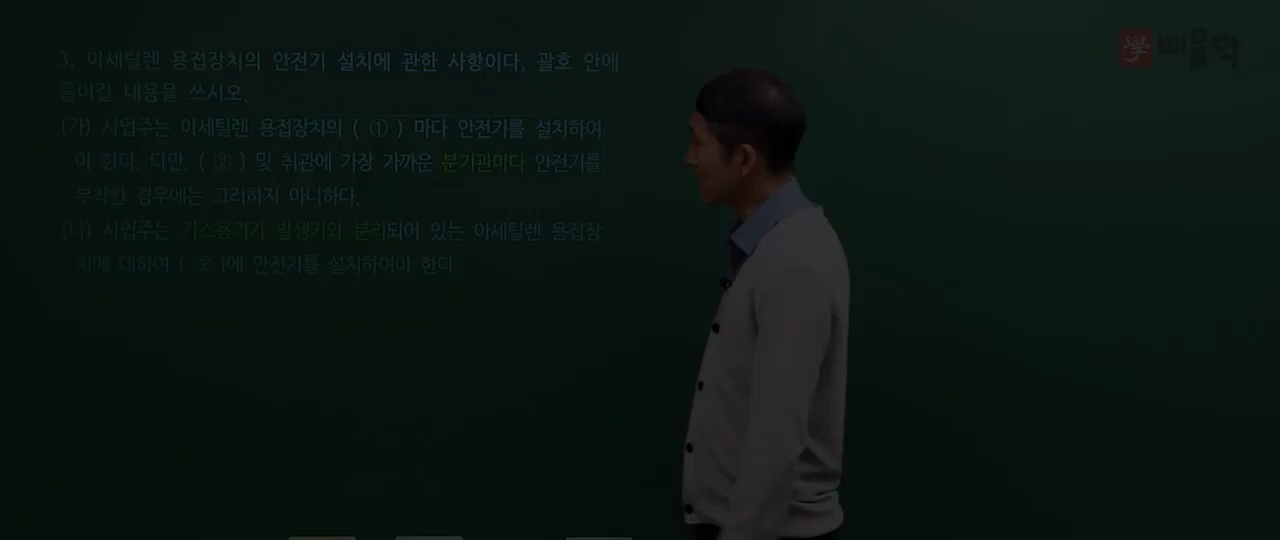 3. 아세틸렌 용접장치의 안전기 설치에 관한 사항이다. 괄호 안에
들어갈 내용을 쓰시오.
(가) 사업주는 아세틸렌 용접장치의 ( ① ) 마다 안전기를 설치하여
야 한다. 다만, ( ② ) 및 취관에 가장 가까운 분기관마다 안전기를
부착한 경우에는 그러하지 아니하다.
(나) 사업주는 가스용기가 발생기와 분리되어 있는 아세틸렌 용접장
치에 대하여 ( ③ )에 안전기를 설치하여야 한다.
學 배울학